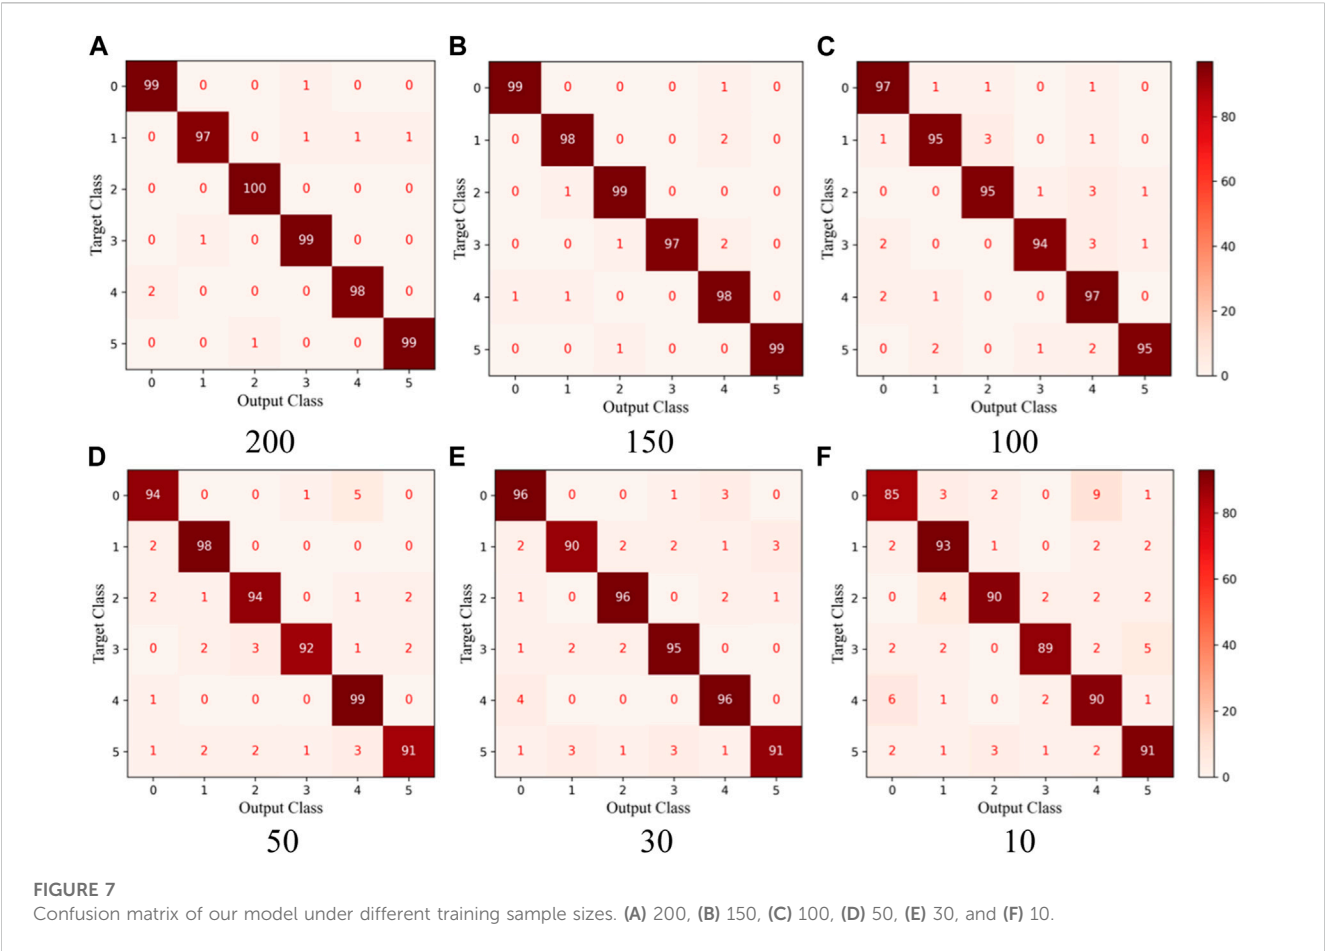 A B C
0 99 0 0 1 0 0
1 0 97 0 1 1 1
2 0 0 100 0 0 0
3 0 1 0 99 0 0
4 2 0 0 0 98 0
5 0 0 1 0 0 99
0 1 2 3 4 5
Target Class
Output Class
200
0 99 0 0 0 1 0
1 0 98 0 0 2 0
2 0 1 99 0 0 0
3 0 0 1 97 2 0
4 1 1 0 0 98 0
5 0 0 1 0 0 99
0 1 2 3 4 5
Target Class
Output Class
150
0 97 1 1 0 1 0
1 1 95 3 0 1 0
2 0 0 95 1 3 1
3 2 0 0 94 3 1
4 2 1 0 0 97 0
5 0 2 0 1 2 95
0 1 2 3 4 5
Target Class
Output Class
100
80
60
40
20
0
D E F
0 94 0 0 1 5 0
1 2 98 0 0 0 0
2 2 1 94 0 1 2
3 0 2 3 92 1 2
4 1 0 0 0 99 0
5 1 2 2 1 3 91
0 1 2 3 4 5
Target Class
Output Class
50
0 96 0 0 1 3 0
1 2 90 2 2 1 3
2 1 0 96 0 2 1
3 1 2 2 95 0 0
4 4 0 0 0 96 0
5 1 3 1 3 1 91
0 1 2 3 4 5
Target Class
Output Class
30
0 85 3 2 0 9 1
1 2 93 1 0 2 2
2 0 4 90 2 2 2
3 2 2 0 89 2 5
4 6 1 0 2 90 1
5 2 1 3 1 2 91
0 1 2 3 4 5
Target Class
Output Class
10
80
60
40
20
0
FIGURE 7
Confusion matrix of our model under different training sample sizes. (A) 200, (B) 150, (C) 100, (D) 50, (E) 30, and (F) 10.